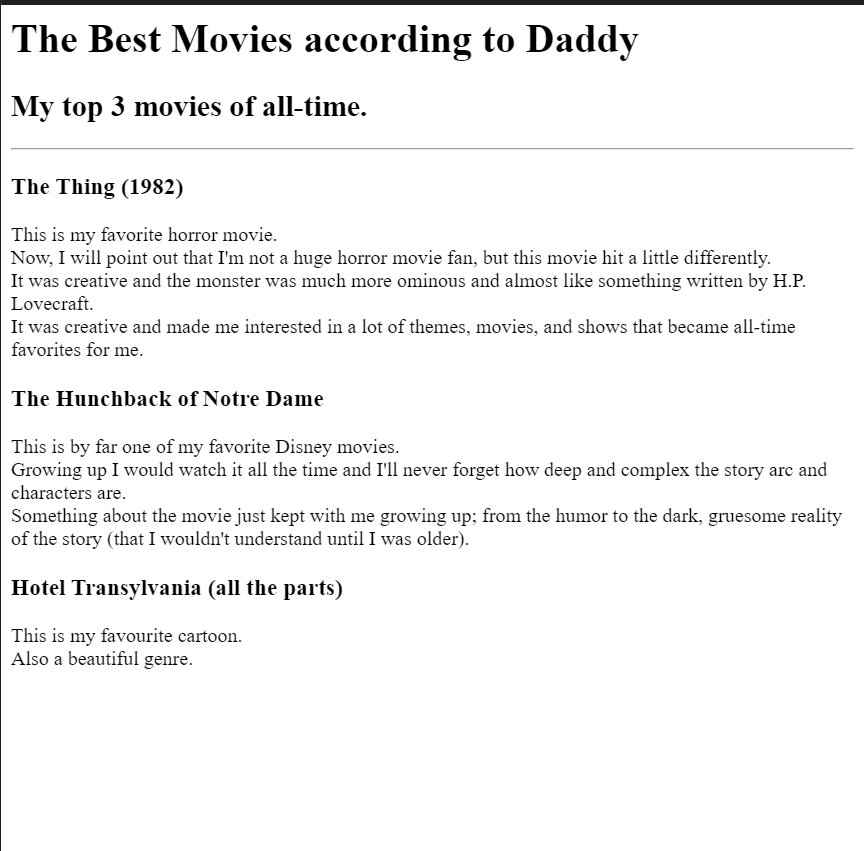 The Best Movies according to Daddy
My top 3 movies of all-time.
The Thing (1982)
This is my favorite horror movie.
Now, I will point out that I'm not a huge horror movie fan, but this movie hit a little differently.
It was creative and the monster was much more ominous and almost like something written by H.P.
Lovecraft.
It was creative and made me interested in a lot of themes, movies, and shows that became all-time
favorites for me.
The Hunchback of Notre Dame
This is by far one of my favorite Disney movies.
Growing up I would watch it all the time and I'll never forget how deep and complex the story arc and
characters are.
Something about the movie just kept with me growing up; from the humor to the dark, gruesome reality
of the story (that I wouldn't understand until I was older).
Hotel Transylvania (all the parts)
This is my favourite cartoon.
Also a beautiful genre.